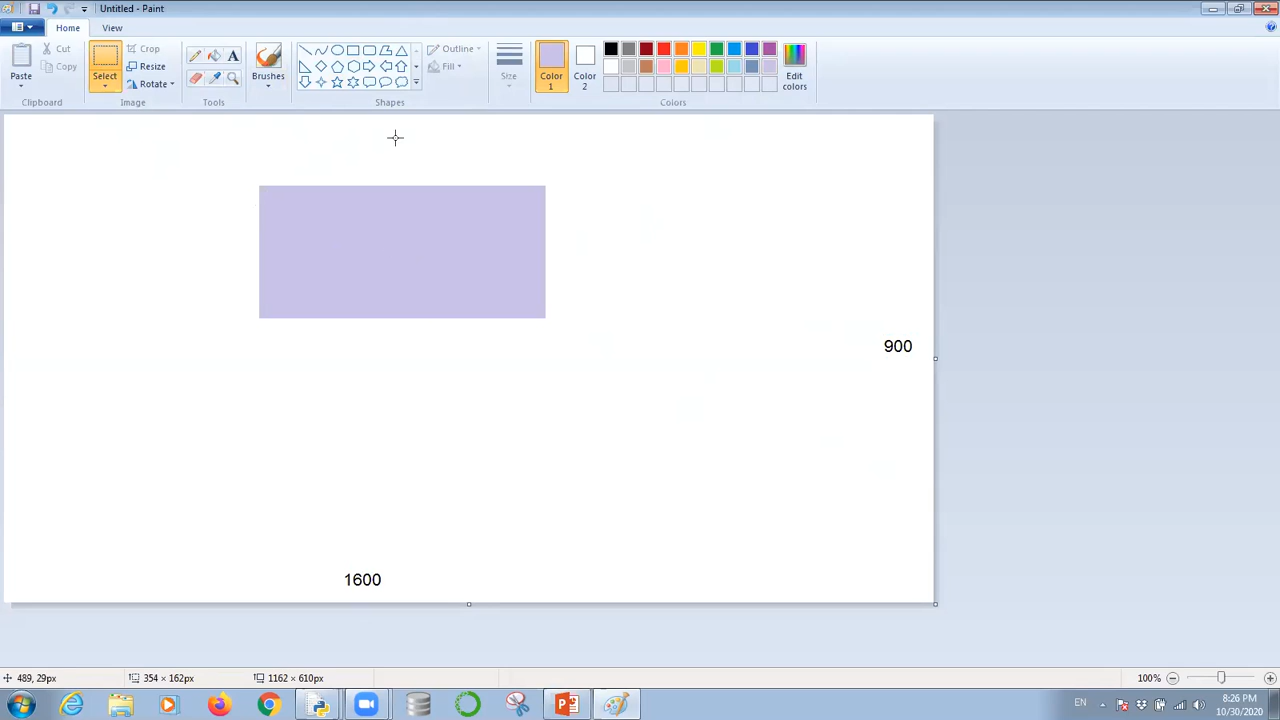 Untitled - Paint
Home View
Paste
Cut
Copy
Clipboard
Select
Crop
Resize
Rotate
Image
A
Tools
Brushes
Outline
Fill
Shapes
Size
Color
1
Color
2
Edit
colors
Colors
900
1600
489, 29px
354 × 162px
1162 × 610px
100%
EN
8:26 PM
10/30/2020